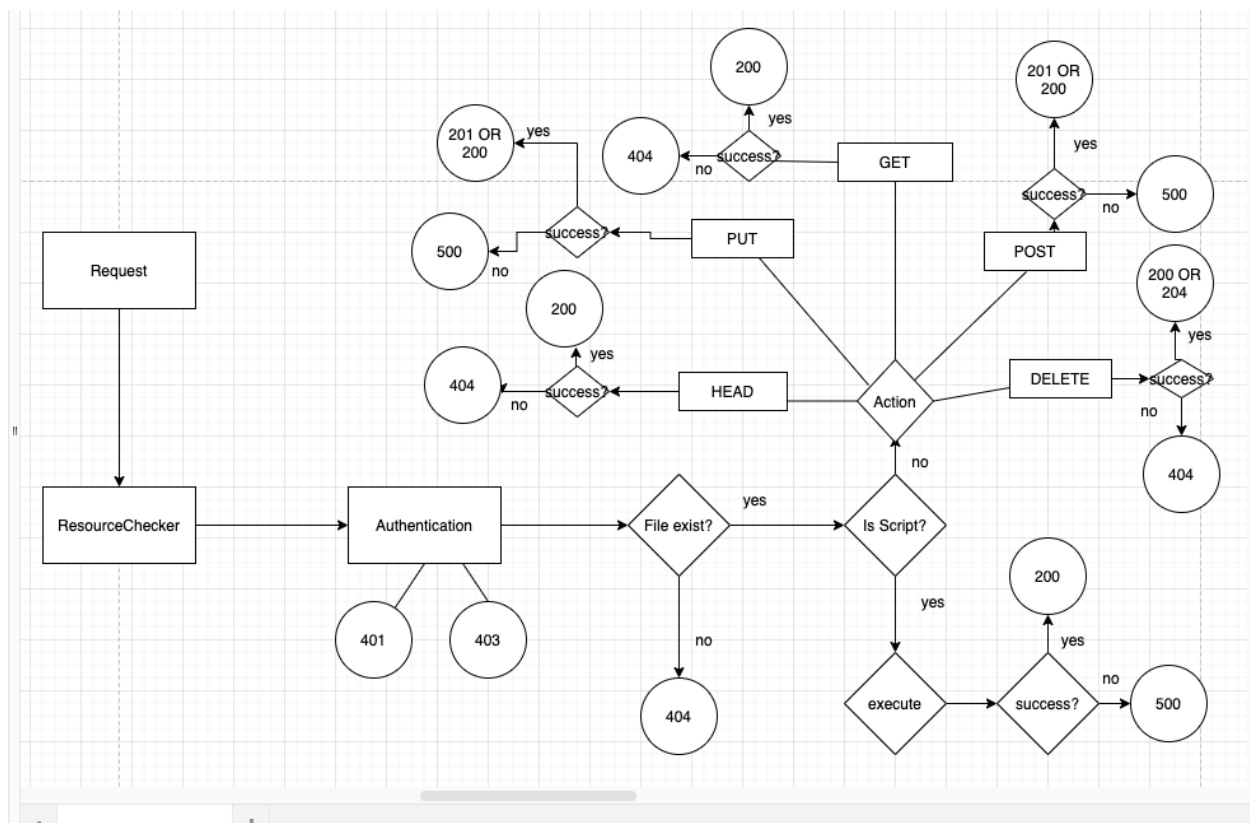 200
yes
success?
no
404
GET
201 OR
200
yes
success?
no
500
201 OR
200
yes
success?
no
500
PUT
POST
Request
200
yes
success?
no
404
HEAD
Action
DELETE
200 OR
204
yes
success?
no
404
no
ResourceChecker
Authentication
File exist?
yes
Is Script?
401
403
no
404
yes
execute
200
yes
success?
no
500